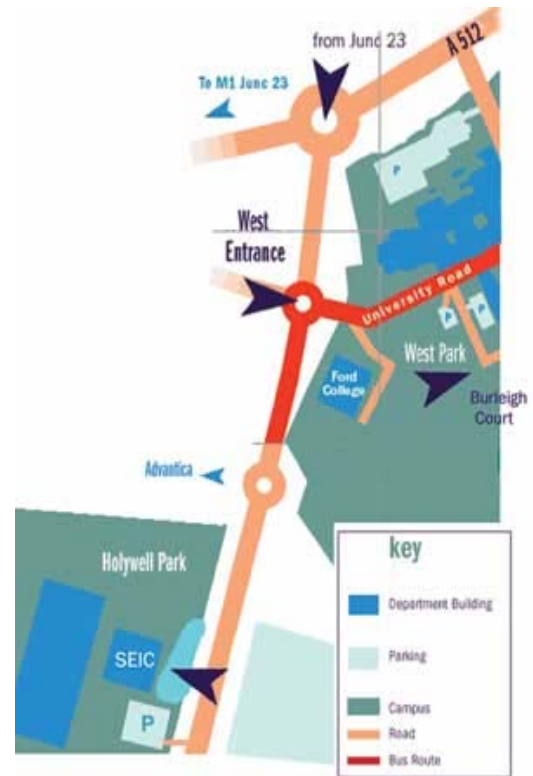 from Junc 23
A 512
To M1 Junc 23
P
West
Entrance
University Road
P
P
West Park
Ford
College
Burleigh
Court
Advantica
Holywell Park
SEIC
P
key
Department Building
Parking
Campus
Road
Bus Route